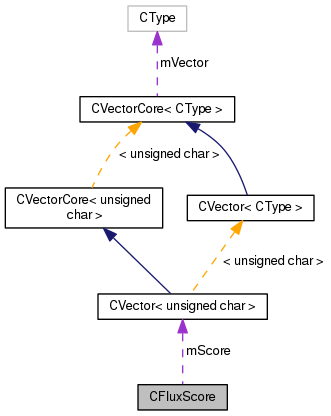 CType
mVector
CVectorCore< CType >
< unsigned char >
CVectorCore< unsigned
char >
CVector< CType >
< unsigned char >
CVector< unsigned char >
mScore
CFluxScore